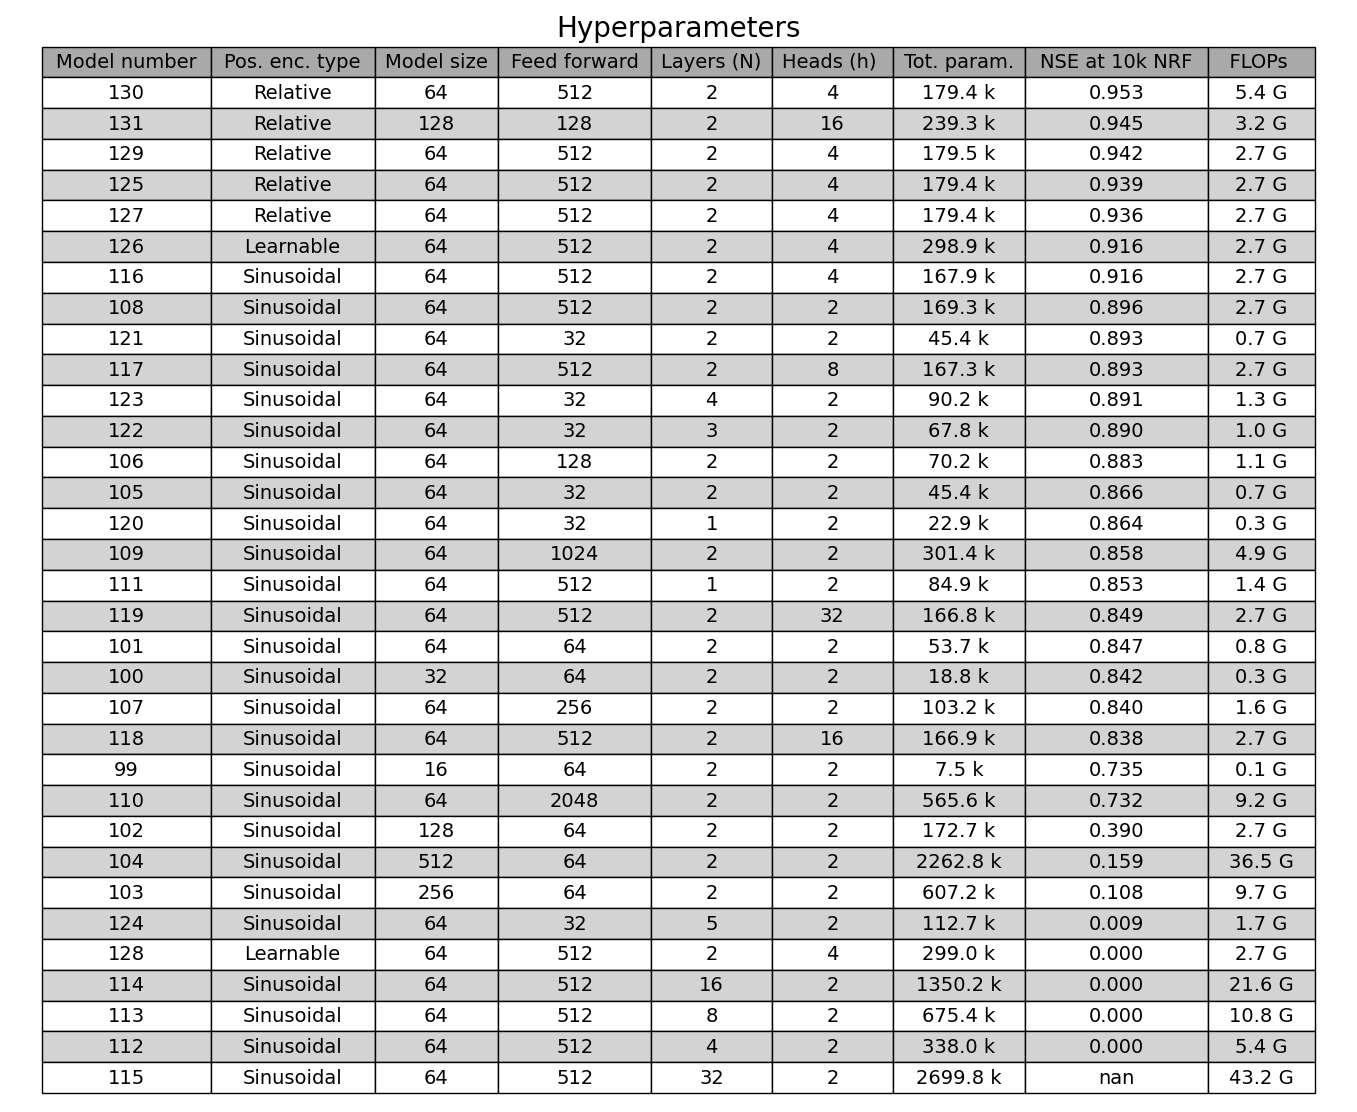 Hyperparameters
Model number Pos. enc. type Model size Feed forward Layers (N) Heads (h) Tot. param. NSE at 10k NRF FLOPs
130 Relative 64 512 2 4 179.4 k 0.953 5.4 G
131 Relative 128 128 2 16 239.3 k 0.945 3.2 G
129 Relative 64 512 2 4 179.5 k 0.942 2.7 G
125 Relative 64 512 2 4 179.4 k 0.939 2.7 G
127 Relative 64 512 2 4 179.4 k 0.936 2.7 G
126 Learnable 64 512 2 4 298.9 k 0.916 2.7 G
116 Sinusoidal 64 512 2 4 167.9 k 0.916 2.7 G
108 Sinusoidal 64 512 2 2 169.3 k 0.896 2.7 G
121 Sinusoidal 64 32 2 2 45.4 k 0.893 0.7 G
117 Sinusoidal 64 512 2 8 167.3 k 0.893 2.7 G
123 Sinusoidal 64 32 4 2 90.2 k 0.891 1.3 G
122 Sinusoidal 64 32 3 2 67.8 k 0.890 1.0 G
106 Sinusoidal 64 128 2 2 70.2 k 0.883 1.1 G
105 Sinusoidal 64 32 2 2 45.4 k 0.866 0.7 G
120 Sinusoidal 64 32 1 2 22.9 k 0.864 0.3 G
109 Sinusoidal 64 1024 2 2 301.4 k 0.858 4.9 G
111 Sinusoidal 64 512 1 2 84.9 k 0.853 1.4 G
119 Sinusoidal 64 512 2 32 166.8 k 0.849 2.7 G
101 Sinusoidal 64 64 2 2 53.7 k 0.847 0.8 G
100 Sinusoidal 32 64 2 2 18.8 k 0.842 0.3 G
107 Sinusoidal 64 256 2 2 103.2 k 0.840 1.6 G
118 Sinusoidal 64 512 2 16 166.9 k 0.838 2.7 G
99 Sinusoidal 16 64 2 2 7.5 k 0.735 0.1 G
110 Sinusoidal 64 2048 2 2 565.6 k 0.732 9.2 G
102 Sinusoidal 128 64 2 2 172.7 k 0.390 2.7 G
104 Sinusoidal 512 64 2 2 2262.8 k 0.159 36.5 G
103 Sinusoidal 256 64 2 2 607.2 k 0.108 9.7 G
124 Sinusoidal 64 32 5 2 112.7 k 0.009 1.7 G
128 Learnable 64 512 2 4 299.0 k 0.000 2.7 G
114 Sinusoidal 64 512 16 2 1350.2 k 0.000 21.6 G
113 Sinusoidal 64 512 8 2 675.4 k 0.000 10.8 G
112 Sinusoidal 64 512 4 2 338.0 k 0.000 5.4 G
115 Sinusoidal 64 512 32 2 2699.8 k nan 43.2 G